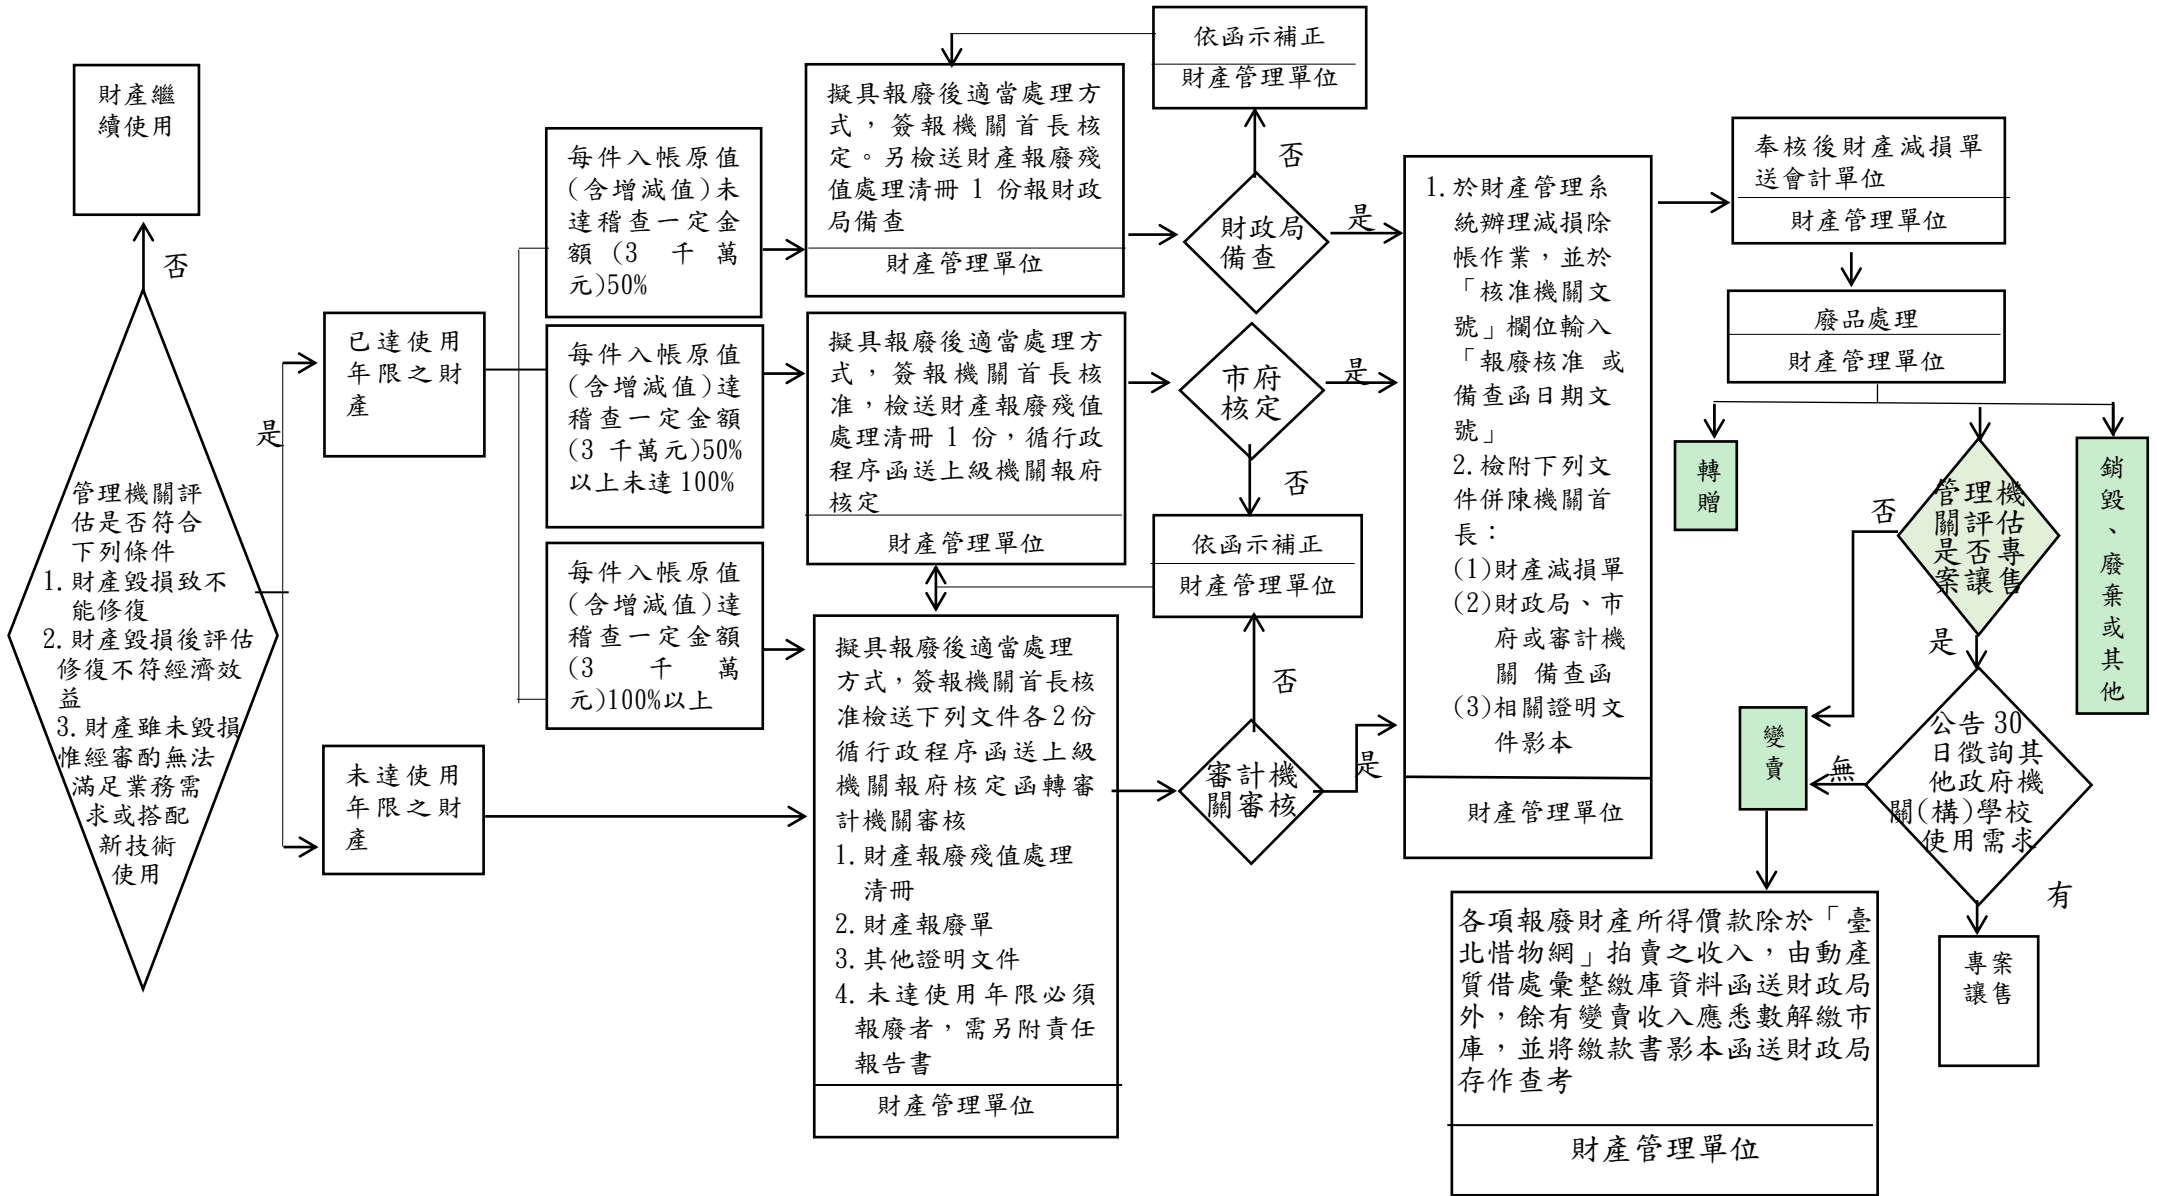 財產繼
續使用
否
管理機關評
估是否符合
下列條件
1.財產毀損致不
能修復
2.財產毀損後評估
修復不符經濟效
益
3.財產雖未毀損
惟經審酌無法
滿足業務需
求或搭配
新技術
使用
是
已達使用
年限之財
產
未達使用
年限之財
產
每件入帳原值
(含增減值)未
達稽查一定金
額(3 千萬
元)50%
每件入帳原值
(含增減值)達
稽查一定金額
(3 千萬元)50%
以上未達 100%
每件入帳原值
(含增減值)達
稽查一定金額
(3 千萬
元)100%以上
擬具報廢後適當處理方
式，簽報機關首長核
定。另檢送財產報廢殘
值處理清冊 1 份報財政
局備查
財產管理單位
擬具報廢後適當處理方
式，簽報機關首長核
准，檢送財產報廢殘值
處理清冊 1 份，循行政
程序函送上級機關報府
核定
財產管理單位
擬具報廢後適當處理
方式，簽報機關首長核
准檢送下列文件各2份
循行政程序函送上級
機關報府核定函轉審
計機關審核
1.財產報廢殘值處理
清冊
2.財產報廢單
3.其他證明文件
4.未達使用年限必須
報廢者，需另附責任
報告書
財產管理單位
依函示補正
財產管理單位
否
財政局
備查
是
市府
核定
是
否
依函示補正
財產管理單位
否
審計機
關審核
是
1.於財產管理系
統辦理減損除
帳作業，並於
「核准機關文
號」欄位輸入
「報廢核准 或
備查函日期文
號」
2.檢附下列文
件併陳機關首
長：
(1)財產減損單
(2)財政局、市
府或審計機
關 備查函
(3)相關證明文
件影本
財產管理單位
奉核後財產減損單
送會計單位
財產管理單位
廢品處理
財產管理單位
轉
贈
否
管理機
關評估
是否專
案讓售
是
銷
毀
、
廢
棄
或
其
他
變
賣
無
公告 30
日徵詢其
他政府機
關(構)學校
使用需求
有
專案
讓售
各項報廢財產所得價款除於「臺
北惜物網」拍賣之收入，由動產
質借處彙整繳庫資料函送財政局
外，餘有變賣收入應悉數解繳市
庫，並將繳款書影本函送財政局
存作查考
財產管理單位